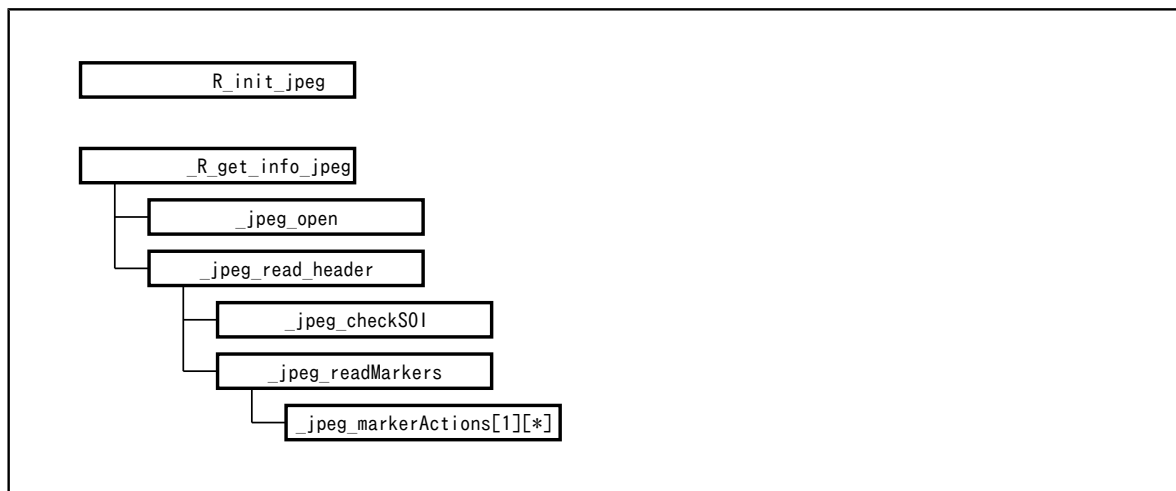 R_init_jpeg
_R_get_info_jpeg
_jpeg_open
_jpeg_read_header
_jpeg_checkSOI
_jpeg_readMarkers
_jpeg_markerActions[1][*]